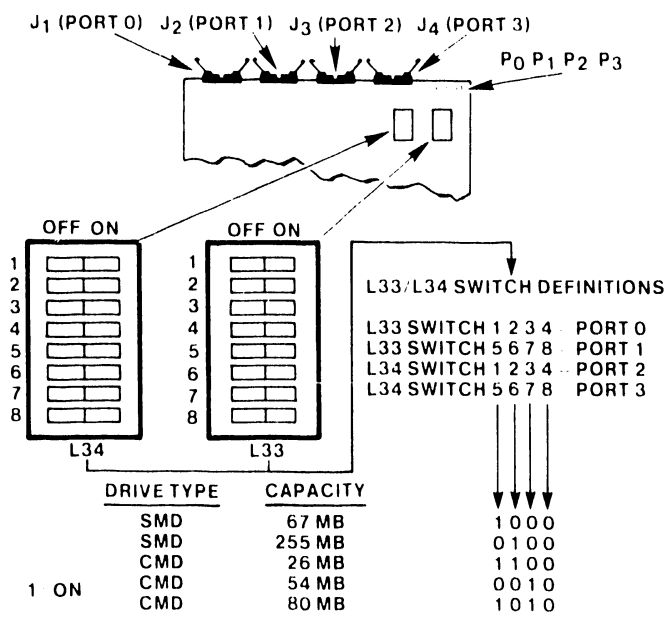 J1 (PORT 0) J2 (PORT 1) J3 (PORT 2) J4 (PORT 3)
P0 P1 P2 P3
OFF ON
OFF ON
1
2
3
4
5
6
7
8
L34
1
2
3
4
5
6
7
8
L33
L33/L34 SWITCH DEFINITIONS
L33 SWITCH 1 2 3 4 PORT 0
L33 SWITCH 5 6 7 8 PORT 1
L34 SWITCH 1 2 3 4 PORT 2
L34 SWITCH 5 6 7 8 PORT 3
DRIVE TYPE CAPACITY
SMD 67 MB 1 0 0 0
SMD 255 MB 0 1 0 0
CMD 26 MB 1 1 0 0
CMD 54 MB 0 0 1 0
CMD 80 MB 1 0 1 0
1 ON